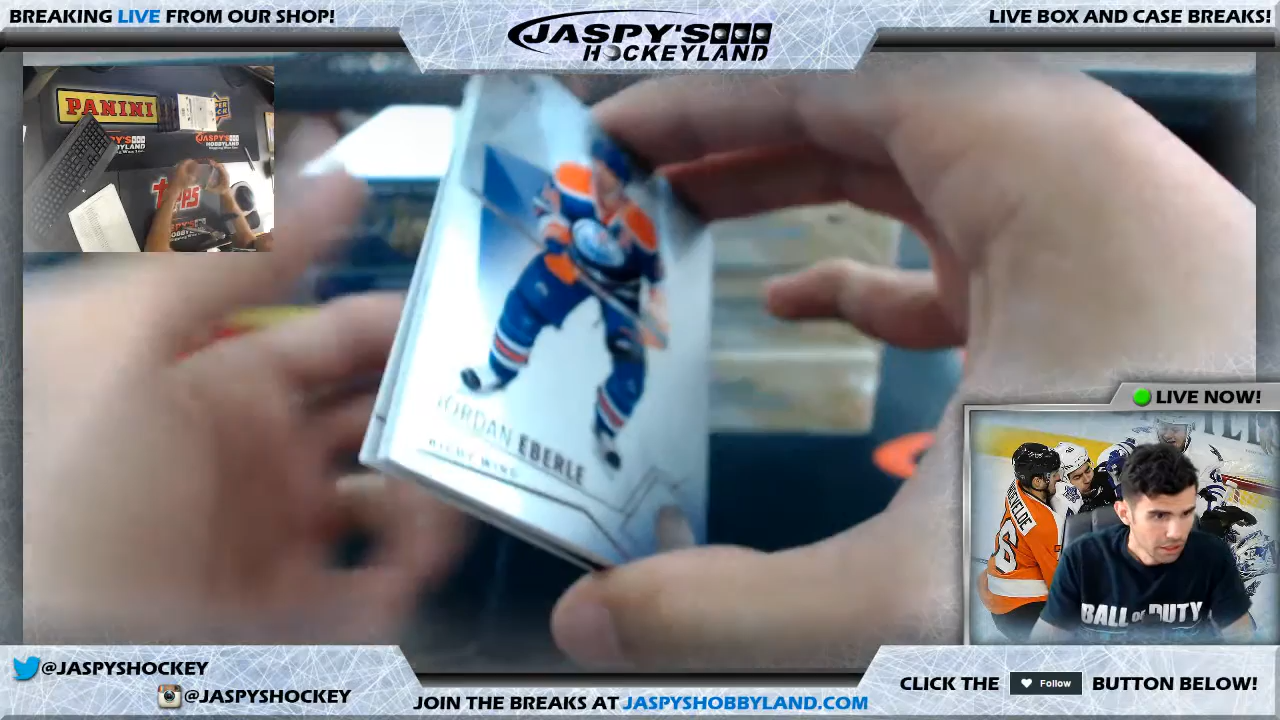 BREAKING LIVE FROM OUR SHOP!
JASPY'S
HOCKEYLAND
LIVE BOX AND CASE BREAKS!
PANINI
JORDAN EBERLE
RIGHT WING
LIVE NOW!
BALL OF DUTY
@JASPYSHOCKEY
@JASPYSHOCKEY
JOIN THE BREAKS AT JASPYSHOBBYLAND.COM
CLICK THE Follow BUTTON BELOW!